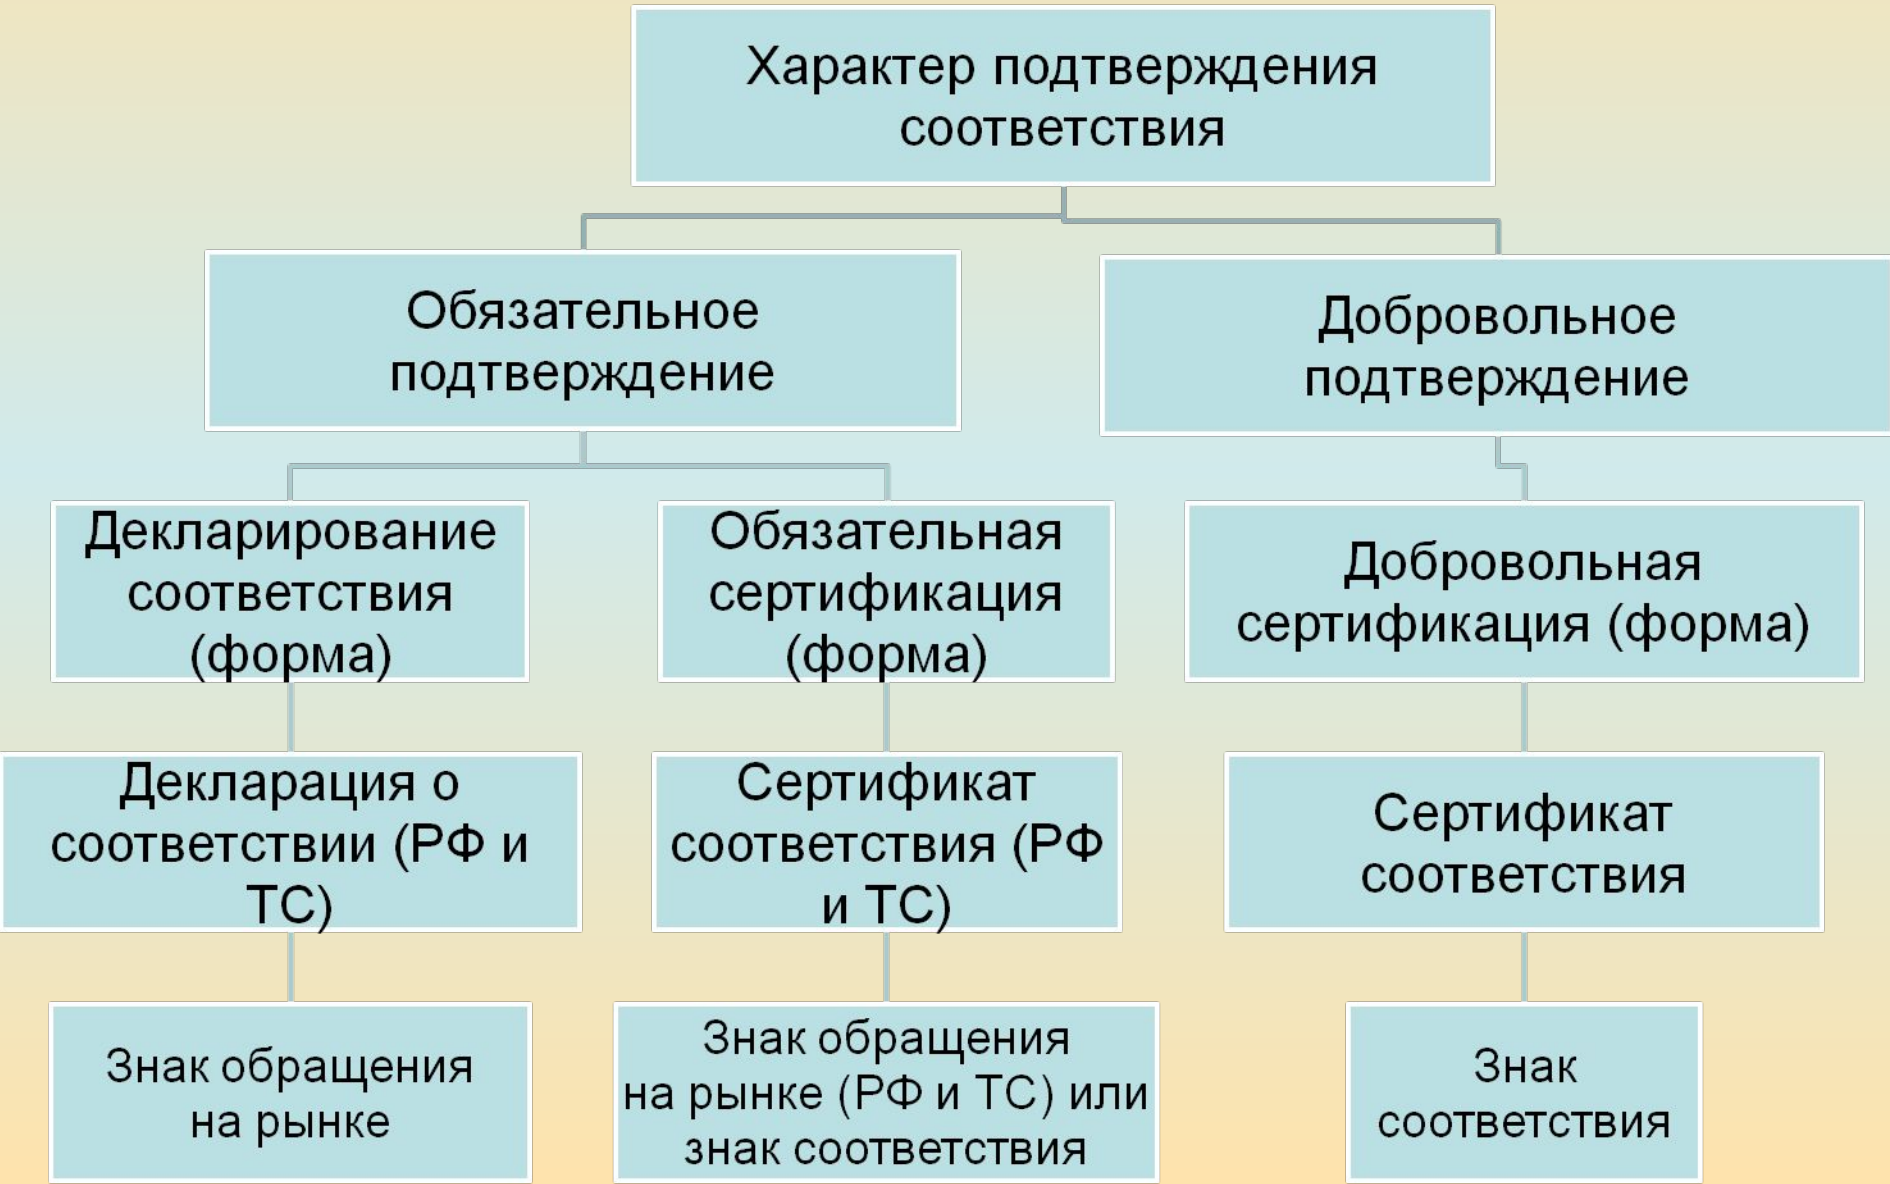 Характер подтверждения
соответствия
Обязательное
подтверждение
Добровольное
подтверждение
Декларирование
соответствия
(форма)
Обязательная
сертификация
(форма)
Добровольная
сертификация (форма)
Декларация о
соответствии (РФ и
ТС)
Сертификат
соответствия (РФ
и ТС)
Сертификат
соответствия
Знак обращения
на рынке
Знак обращения
на рынке (РФ и ТС) или
знак соответствия
Знак
соответствия